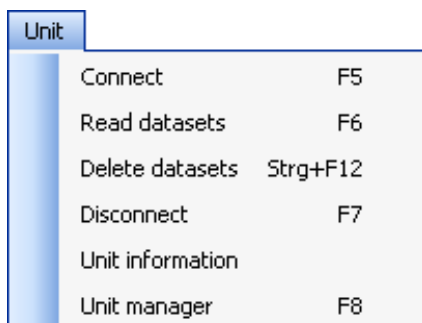 Unit
Connect F5
Read datasets F6
Delete datasets Strg+F12
Disconnect F7
Unit information
Unit manager F8